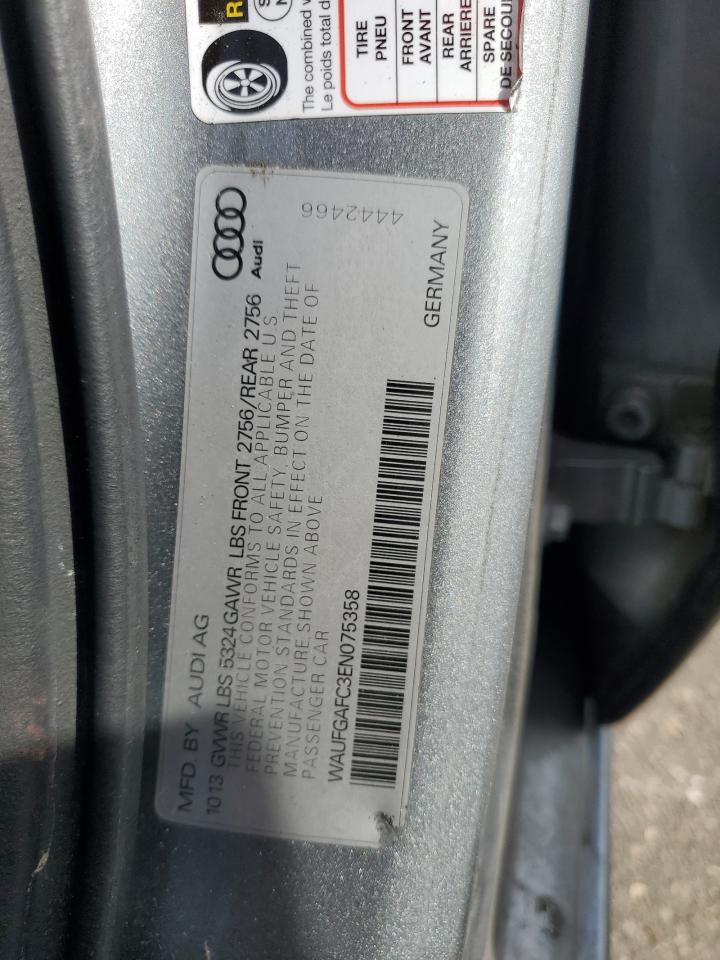 MFD. BY AUDI AG
10 13 GVWR LBS 5324 GAWR LBS FRONT 2756/REAR 2756
THIS VEHICLE CONFORMS TO ALL APPLICABLE U S
FEDERAL MOTOR VEHICLE SAFETY, BUMPER AND THEFT
PREVENTION STANDARDS IN EFFECT ON THE DATE OF
MANUFACTURE SHOWN ABOVE
PASSENGER CAR
WAUFGAFC3EN075358
Audi
4442466
GERMANY
The combined
Le poids total
TIRE
PNEU
FRONT
AVANT
REAR
ARRIERE
SPARE
DE SECOU